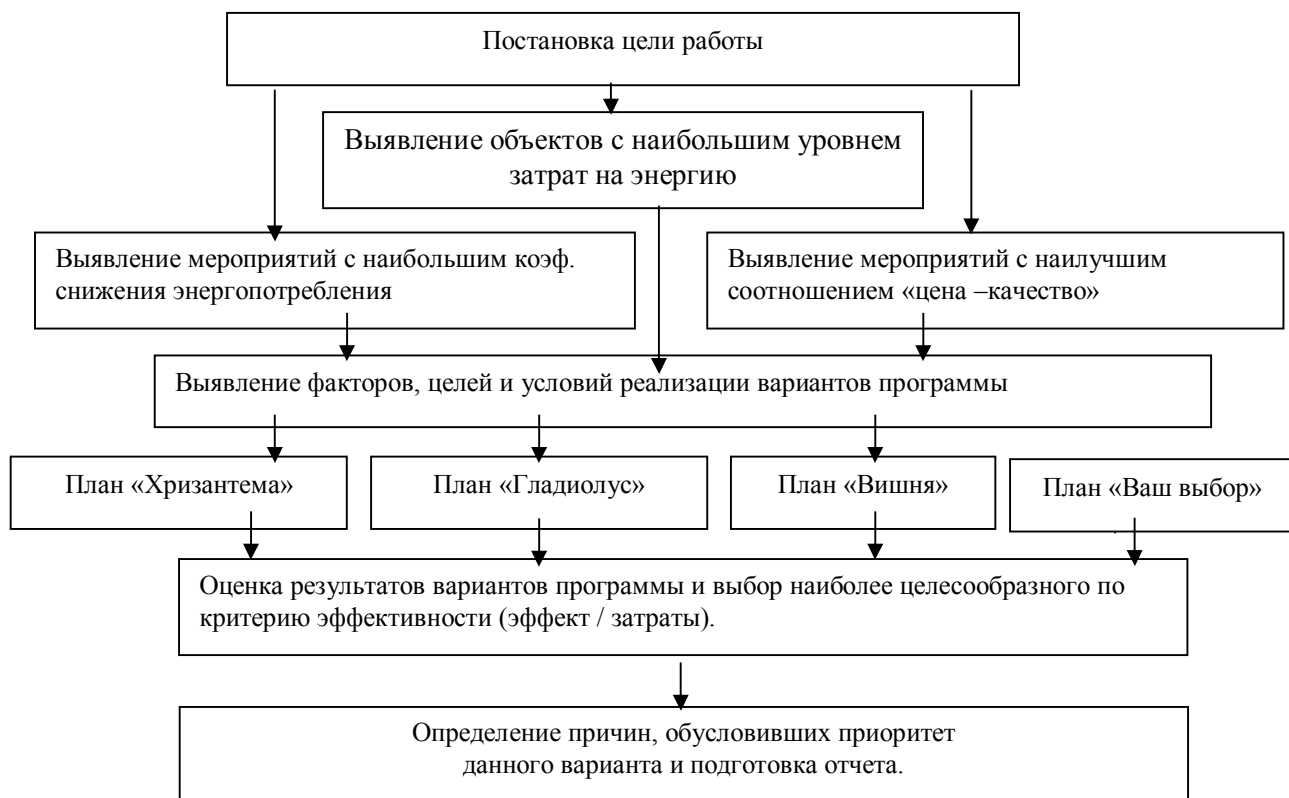 Постановка цели работы
Выявление объектов с наибольшим уровнем
затрат на энергию
Выявление мероприятий с наибольшим коэф.
снижения энергопотребления
Выявление мероприятий с наилучшим
соотношением «цена –качество»
Выявление факторов, целей и условий реализации вариантов программы
План «Хризантема»
План «Гладиолус»
План «Вишня»
План «Ваш выбор»
Оценка результатов вариантов программы и выбор наиболее целесообразного по
критерию эффективности (эффект / затраты).
Определение причин, обусловивших приоритет
данного варианта и подготовка отчета.